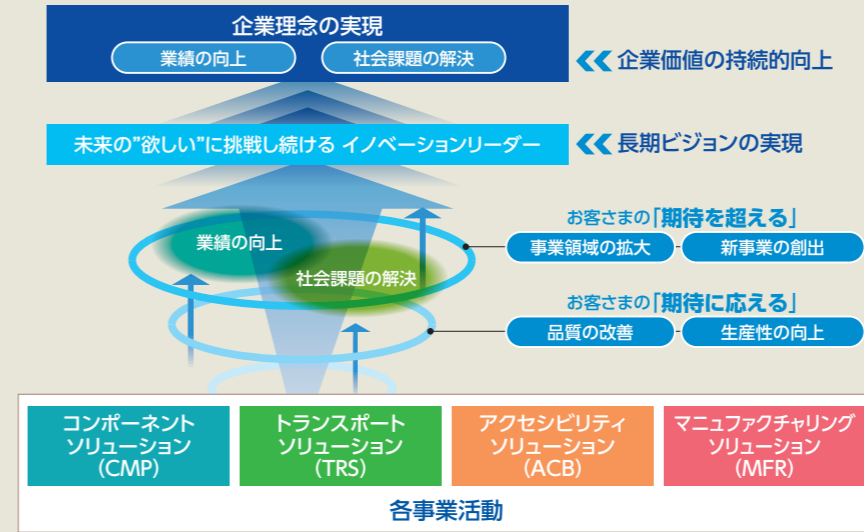 企業理念の実現
業績の向上
社会課題の解決
企業価値の持続的向上
未来の”欲しい”に挑戦し続ける イノベーションリーダー
長期ビジョンの実現
お客さまの「期待を超える」
業績の向上
事業領域の拡大
新事業の創出
社会課題の解決
お客さまの「期待に応える」
品質の改善
生産性の向上
コンポーネント
ソリューション
(CMP)
トランスポート
ソリューション
(TRS)
アクセシビリティ
ソリューション
(ACB)
マニュファクチャリング
ソリューション
(MFR)
各事業活動